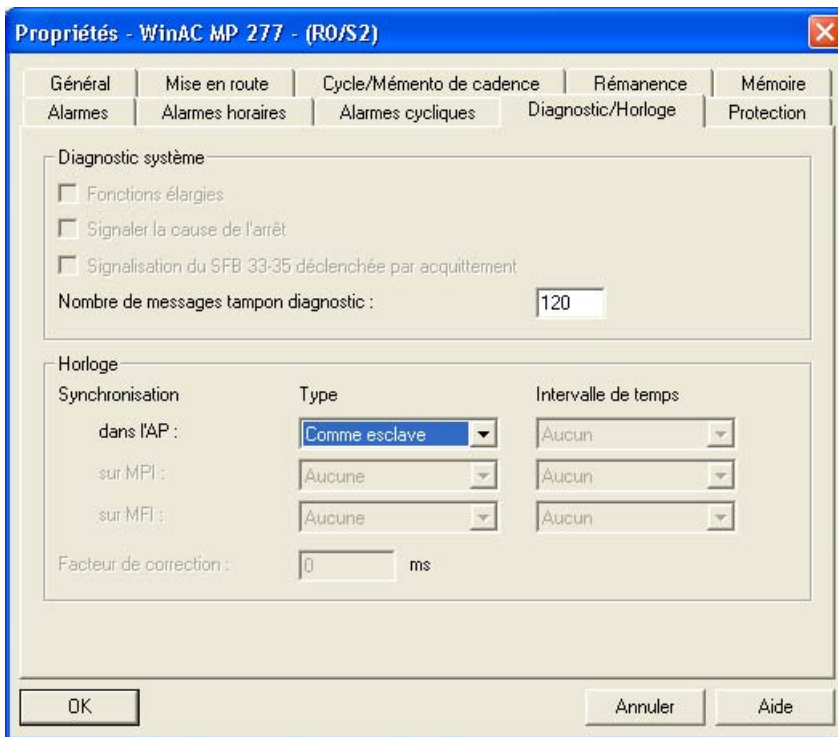 Propriétés - WinAC MP 277 - (R0/S2)
Général Mise en route Cycle/Mémento de cadence Rémanence Mémoire
Alarmes Alarmes horaires Alarmes cycliques Diagnostic/Horloge Protection
Diagnostic système
Fonctions élargies
Signaler la cause de l'arrêt
Signalisation du SFB 33-35 déclenchée par acquittement
Nombre de messages tampon diagnostic : 120
Horloge
Synchronisation Type Intervalle de temps
dans l'AP : Comme esclave Aucun
sur MPI : Aucune Aucun
sur MFI : Aucune Aucun
Facteur de correction : 0 ms
OK Annuler Aide